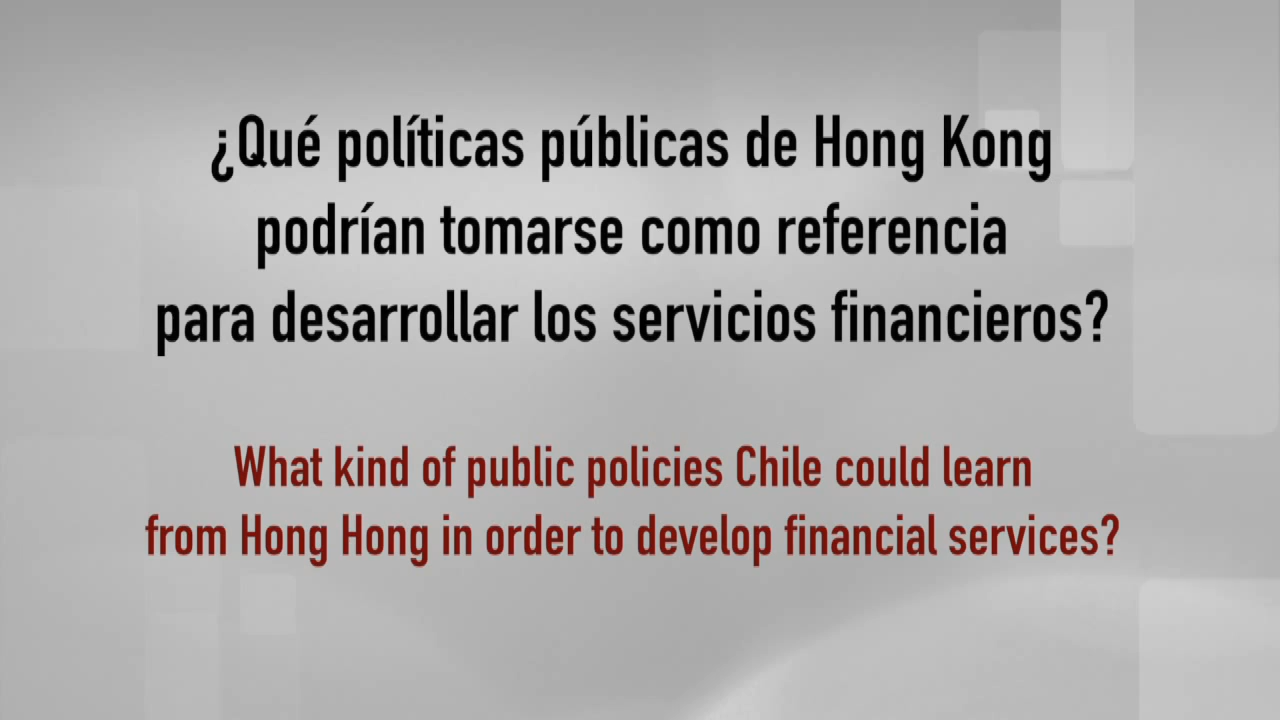 ¿Qué políticas públicas de Hong Kong
podrían tomarse como referencia
para desarrollar los servicios financieros?
What kind of public policies Chile could learn
from Hong Hong in order to develop financial services?